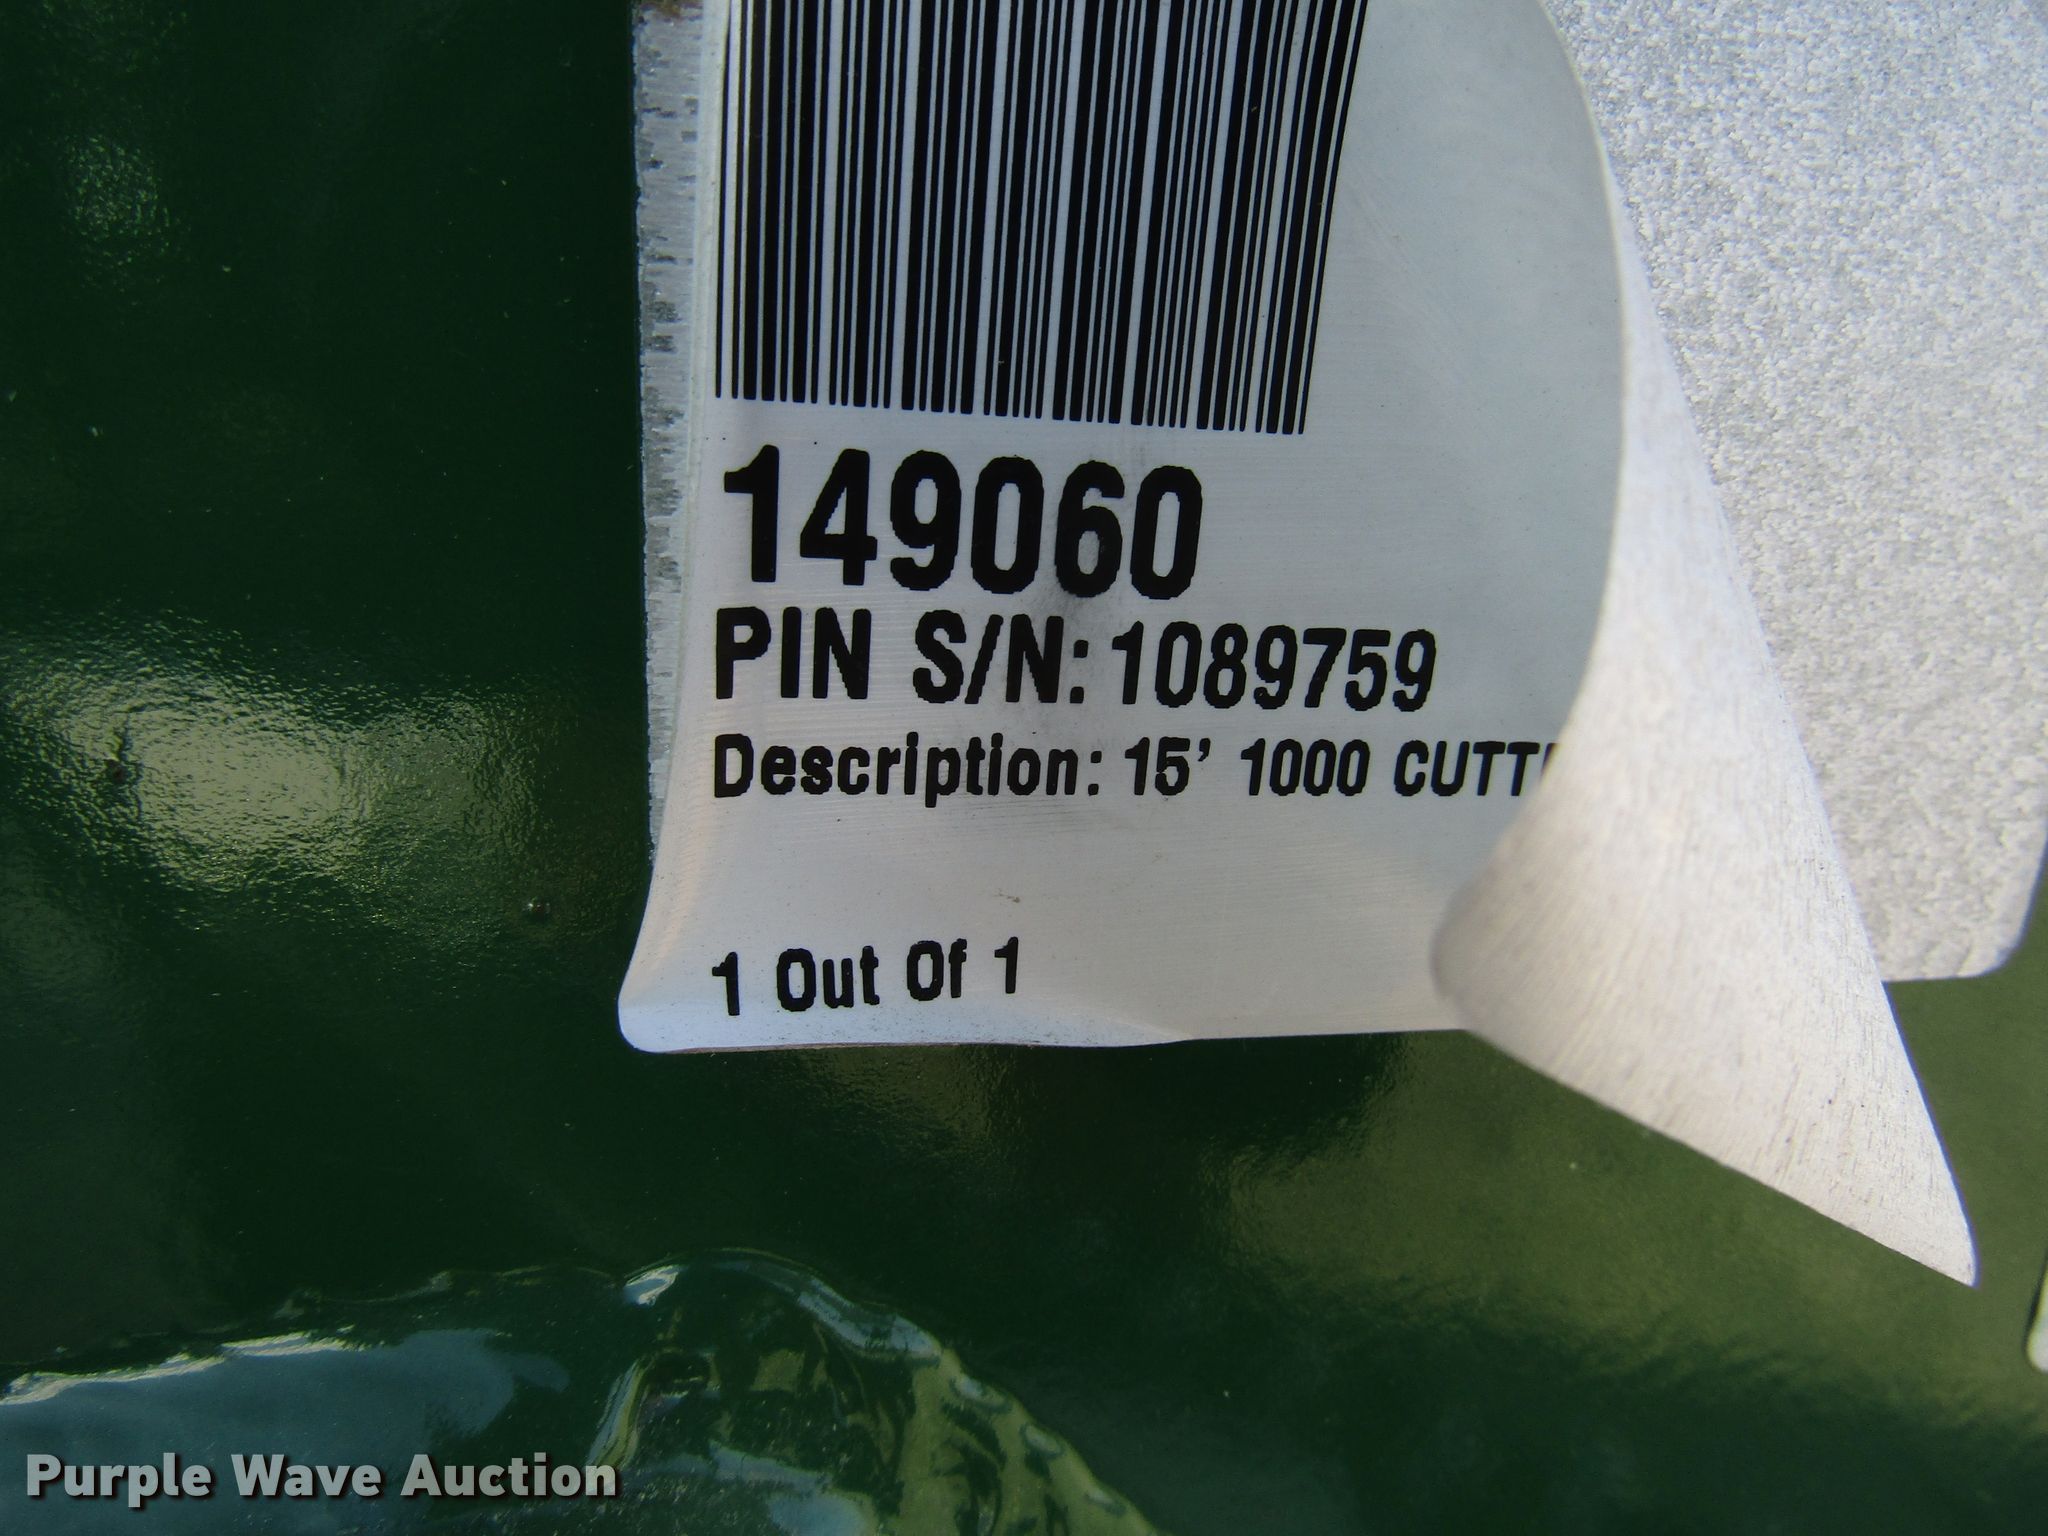 149060
PIN S/N: 1089759
Description: 15' 1000
1 Out Of 1
Purple Wave Auction